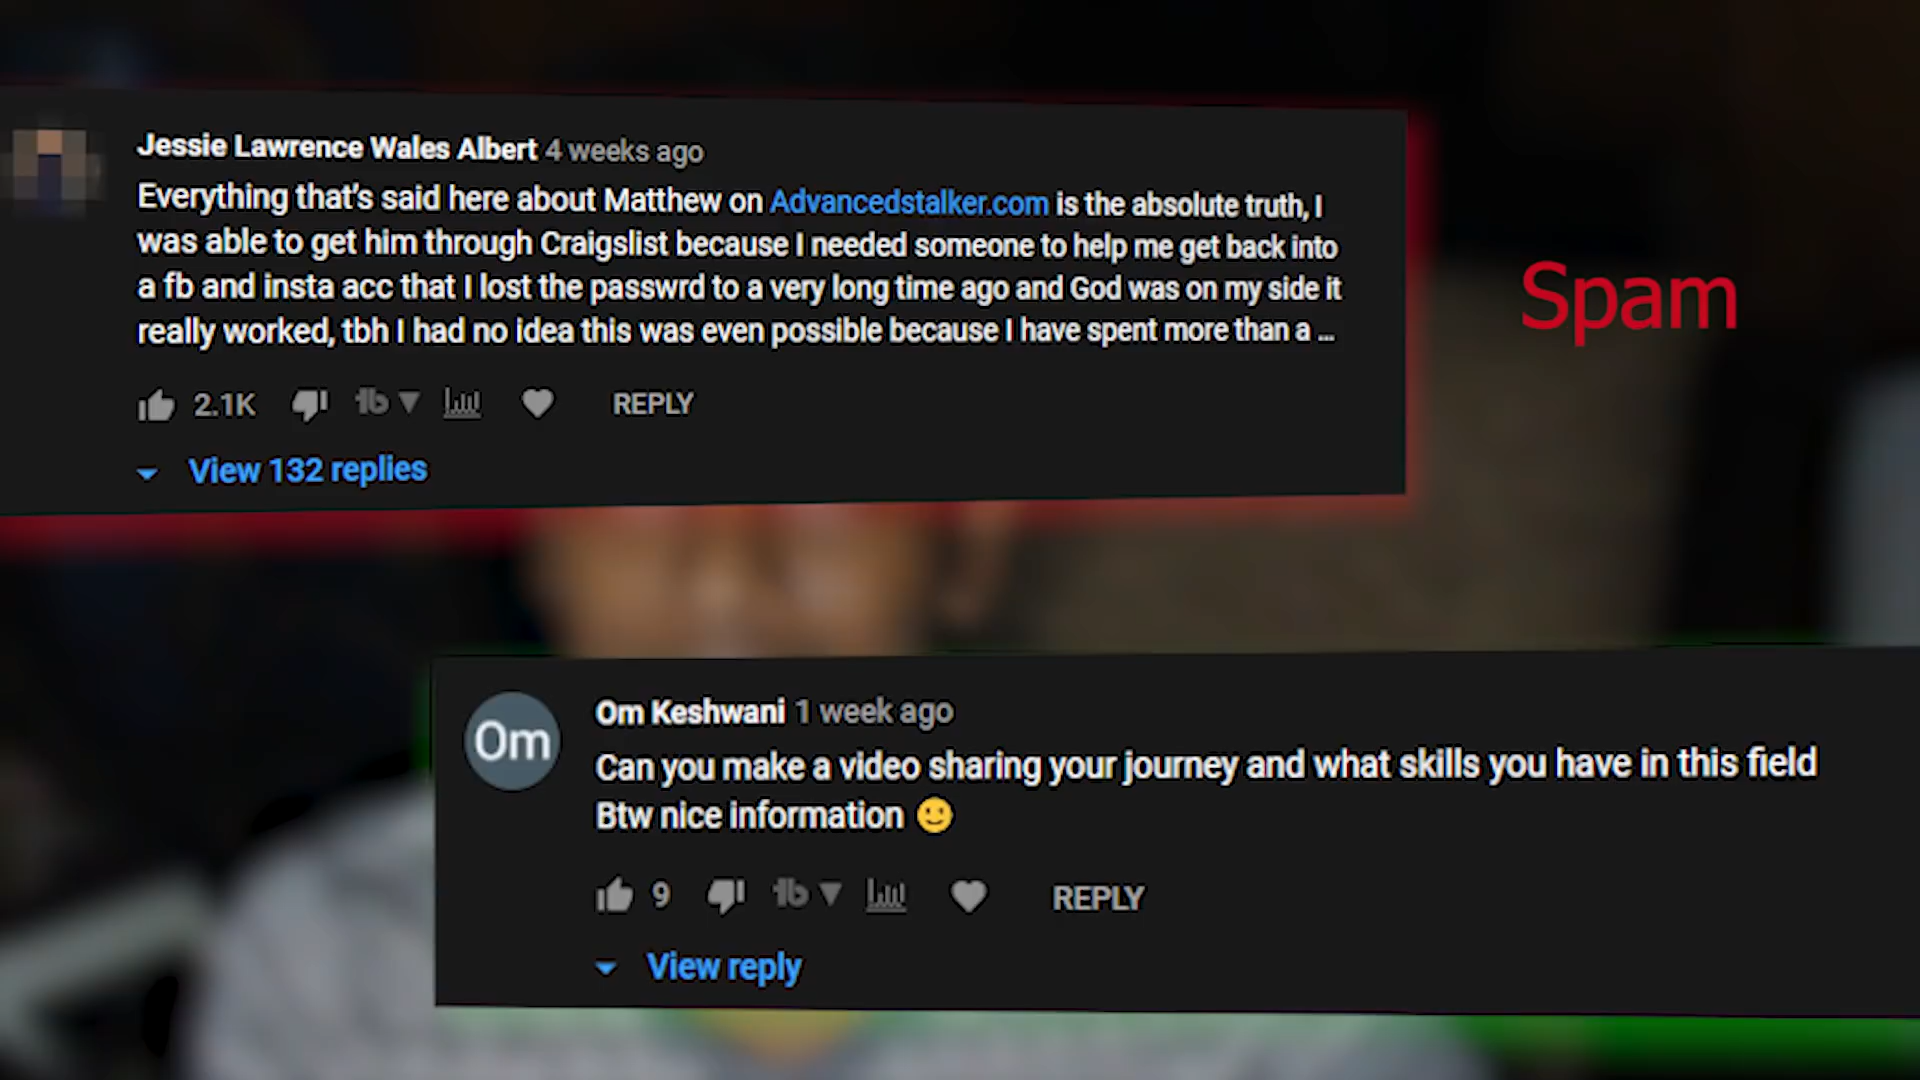 Jessie Lawrence Wales Albert 4 weeks ago
Everything that's said here about Matthew on Advancedstalker.com is the absolute truth, I
was able to get him through Craigslist because I needed someone to help me get back into
a fb and insta acc that I lost the passwrd to a very long time ago and God was on my side it
really worked, tbh I had no idea this was even possible because I have spent more than a ...
2.1K REPLY
View 132 replies
Spam
Om
Om Keshwani 1 week ago
Can you make a video sharing your journey and what skills you have in this field
Btw nice information 🙂
9 REPLY
View reply